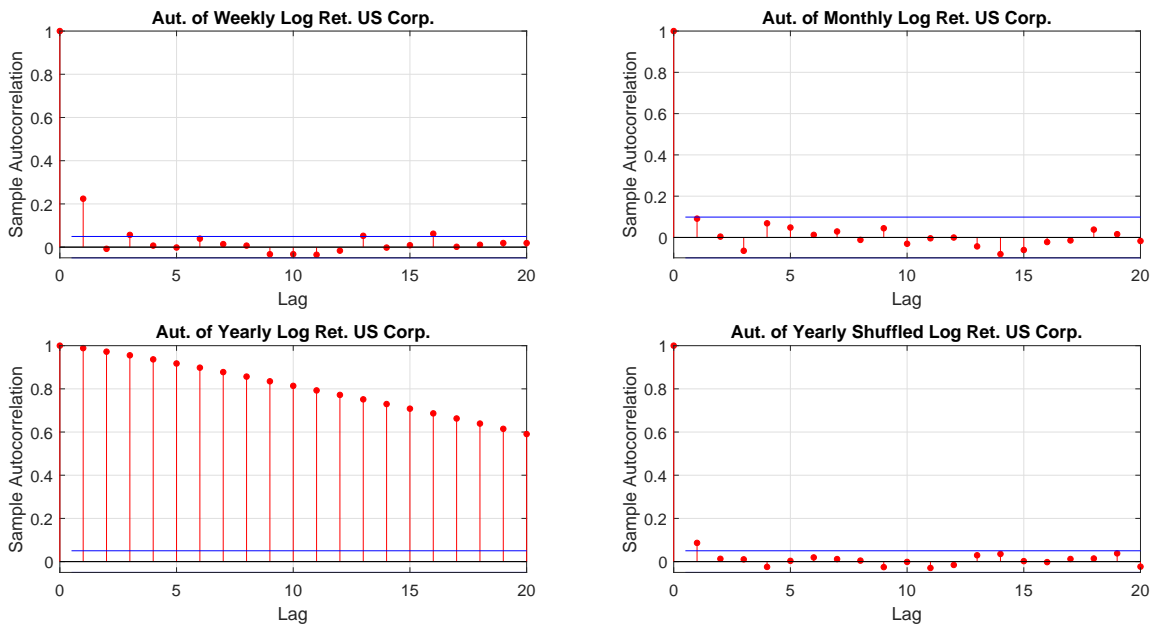 Aut. of Weekly Log Ret. US Corp.
Sample Autocorrelation
1
0.8
0.6
0.4
0.2
0
0 5 10 15 20
Lag
Aut. of Monthly Log Ret. US Corp.
Sample Autocorrelation
1
0.8
0.6
0.4
0.2
0
0 5 10 15 20
Lag
Aut. of Yearly Log Ret. US Corp.
Sample Autocorrelation
1
0.8
0.6
0.4
0.2
0
0 5 10 15 20
Lag
Aut. of Yearly Shuffled Log Ret. US Corp.
Sample Autocorrelation
1
0.8
0.6
0.4
0.2
0
0 5 10 15 20
Lag